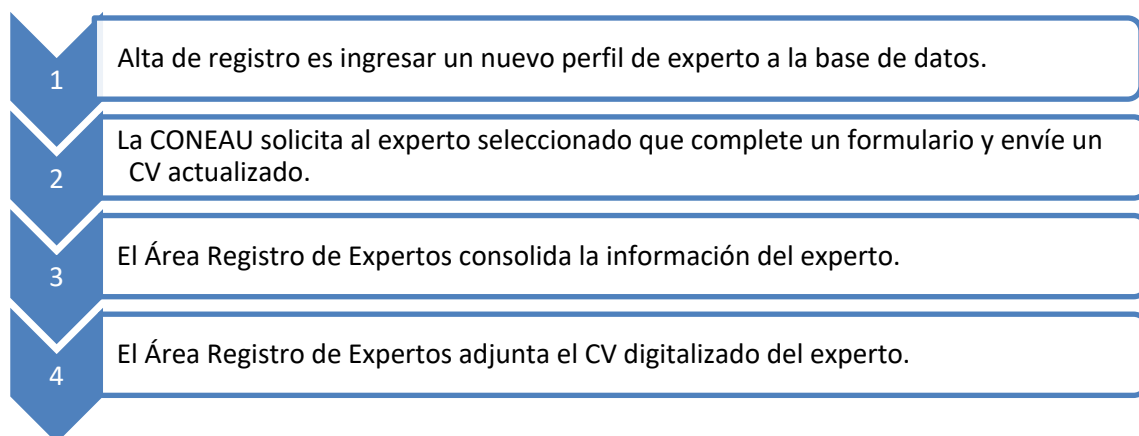 1
Alta de registro es ingresar un nuevo perfil de experto a la base de datos.
2
La CONEAU solicita al experto seleccionado que complete un formulario y envíe un
CV actualizado.
3
El Área Registro de Expertos consolida la información del experto.
4
El Área Registro de Expertos adjunta el CV digitalizado del experto.